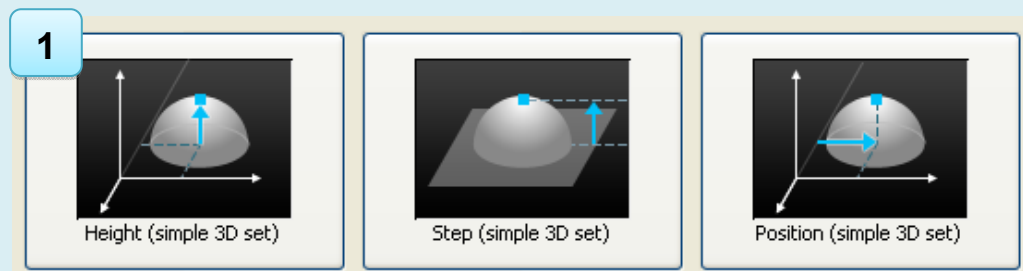 1
Height (simple 3D set)
Step (simple 3D set)
Position (simple 3D set)